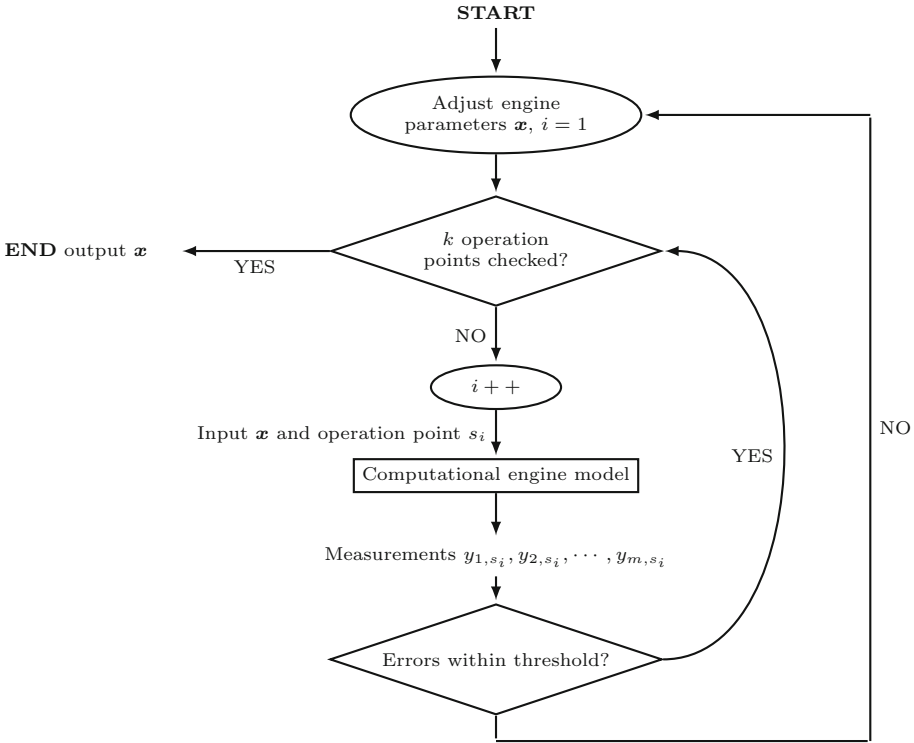 START
Adjust engine
parameters x, i = 1
k operation
points checked?
END output x
YES
NO
i + +
Input x and operation point s_i
Computational engine model
YES
NO
Measurements y_{1,s_i}, y_{2,s_i}, · · · , y_{m,s_i}
Errors within threshold?